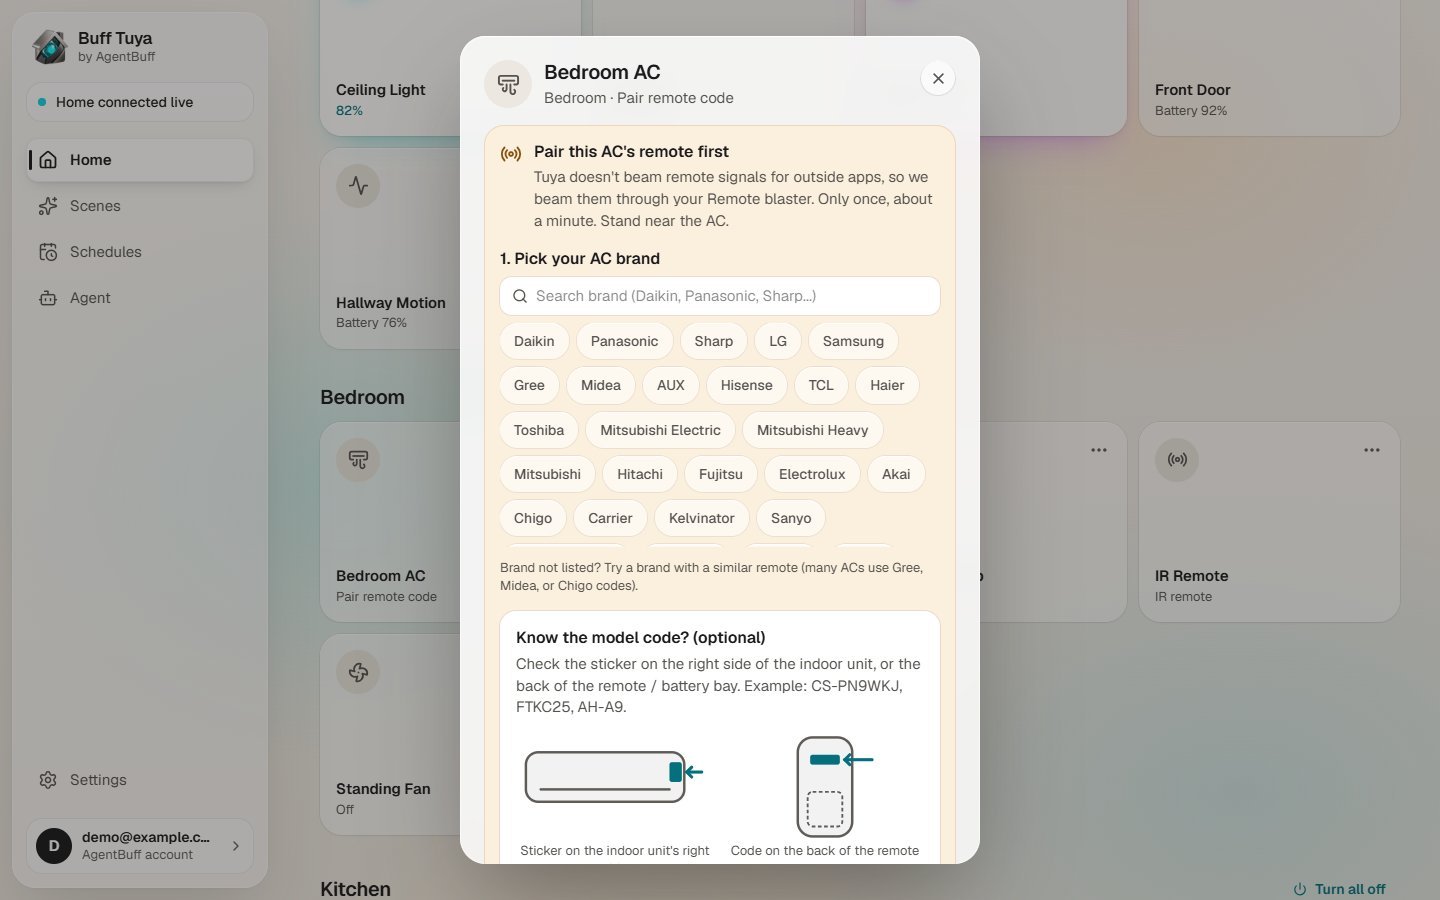 Buff Tuya
by AgentBuff
Home connected live
Home
Scenes
Schedules
Agent
Settings
D
demo@example.c...
AgentBuff account
Ceiling Light
82%
Front Door
Battery 92%
Hallway Motion
Battery 76%
Bedroom
Bedroom AC
Pair remote code
IR Remote
IR remote
Standing Fan
Off
Kitchen
Turn all off
Bedroom AC
Bedroom · Pair remote code
Pair this AC's remote first
Tuya doesn't beam remote signals for outside apps, so we
beam them through your Remote blaster. Only once, about
a minute. Stand near the AC.
1. Pick your AC brand
Search brand (Daikin, Panasonic, Sharp...)
Daikin Panasonic Sharp LG Samsung
Gree Midea AUX Hisense TCL Haier
Toshiba Mitsubishi Electric Mitsubishi Heavy
Mitsubishi Hitachi Fujitsu Electrolux Akai
Chigo Carrier Kelvinator Sanyo
Brand not listed? Try a brand with a similar remote (many ACs use Gree,
Midea, or Chigo codes).
Know the model code? (optional)
Check the sticker on the right side of the indoor unit, or the
back of the remote / battery bay. Example: CS-PN9WKJ,
FTKC25, AH-A9.
Sticker on the indoor unit's right
Code on the back of the remote